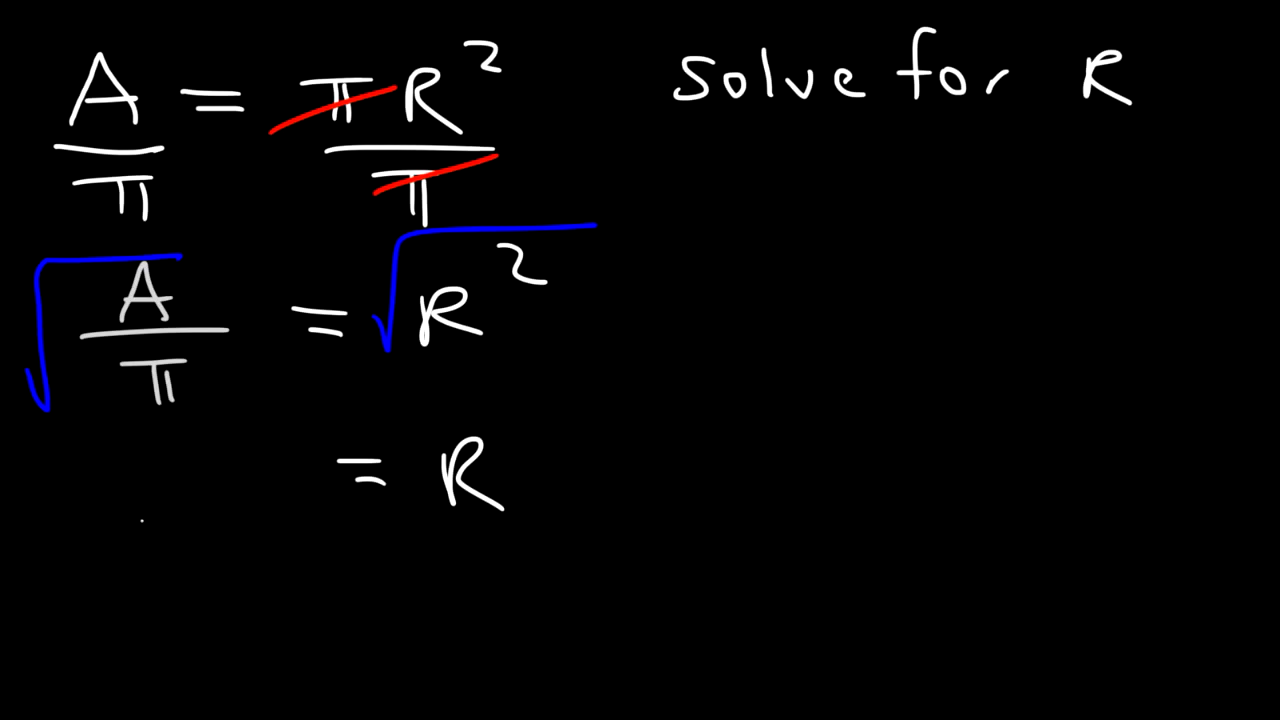 A/π = πR²/π solve for R
√(A/π) = √(R²)
= R